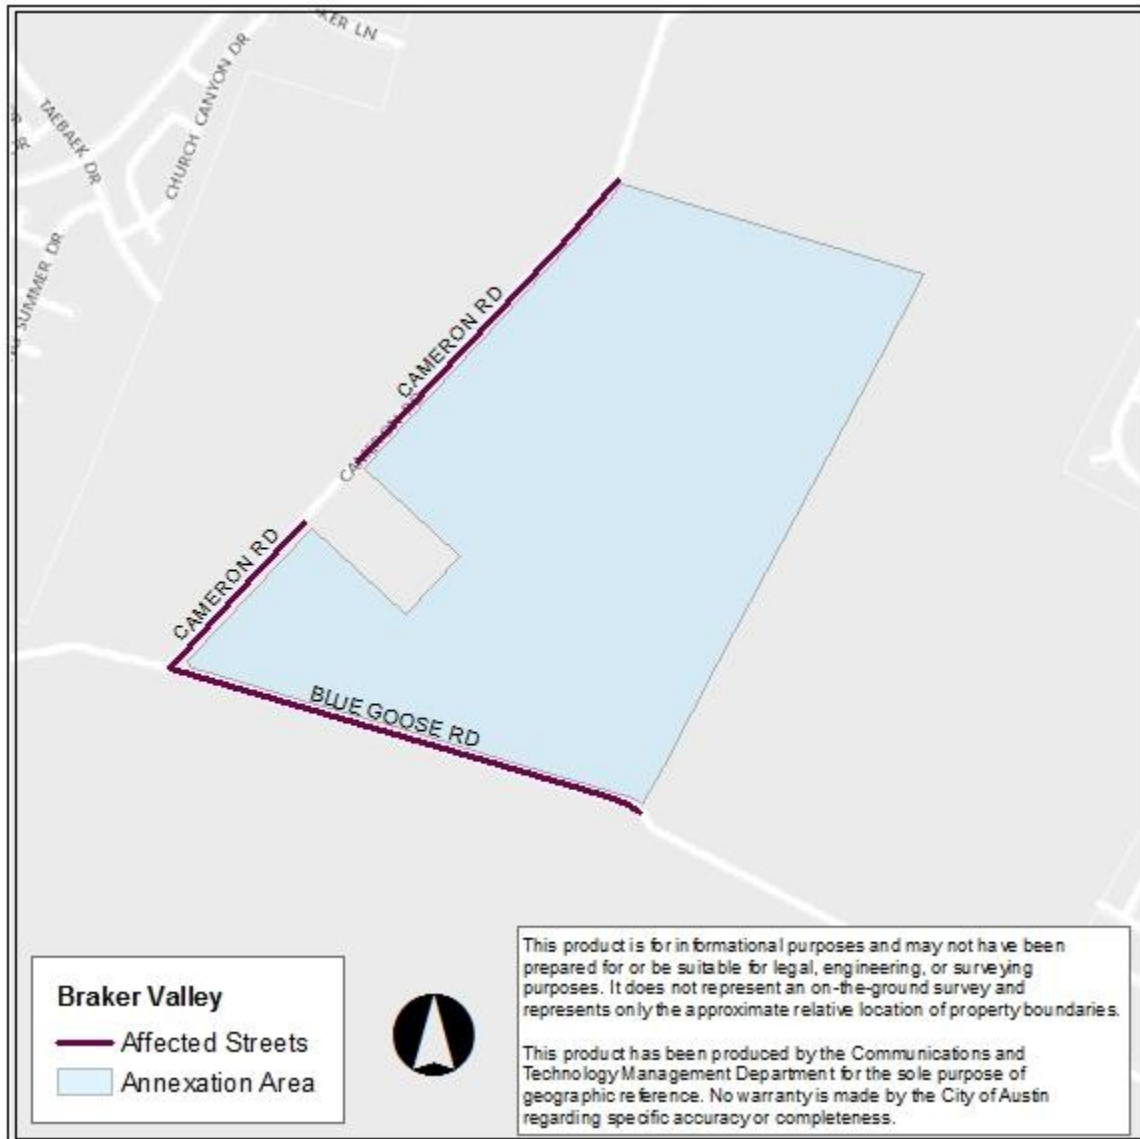 KER LN
CHURCH CANYON DR
TAEBAEK DR
SUMMER DR
CAMERON RD
CAMERON RD
CAMERON RD
BLUE GOOSE RD
Braker Valley
Affected Streets
Annexation Area
This product is for informational purposes and may not have been
prepared for or be suitable for legal, engineering, or surveying
purposes. It does not represent an on-the-ground survey and
represents only the approximate relative location of property boundaries.
This product has been produced by the Communications and
Technology Management Department for the sole purpose of
geographic reference. No warranty is made by the City of Austin
regarding specific accuracy or completeness.